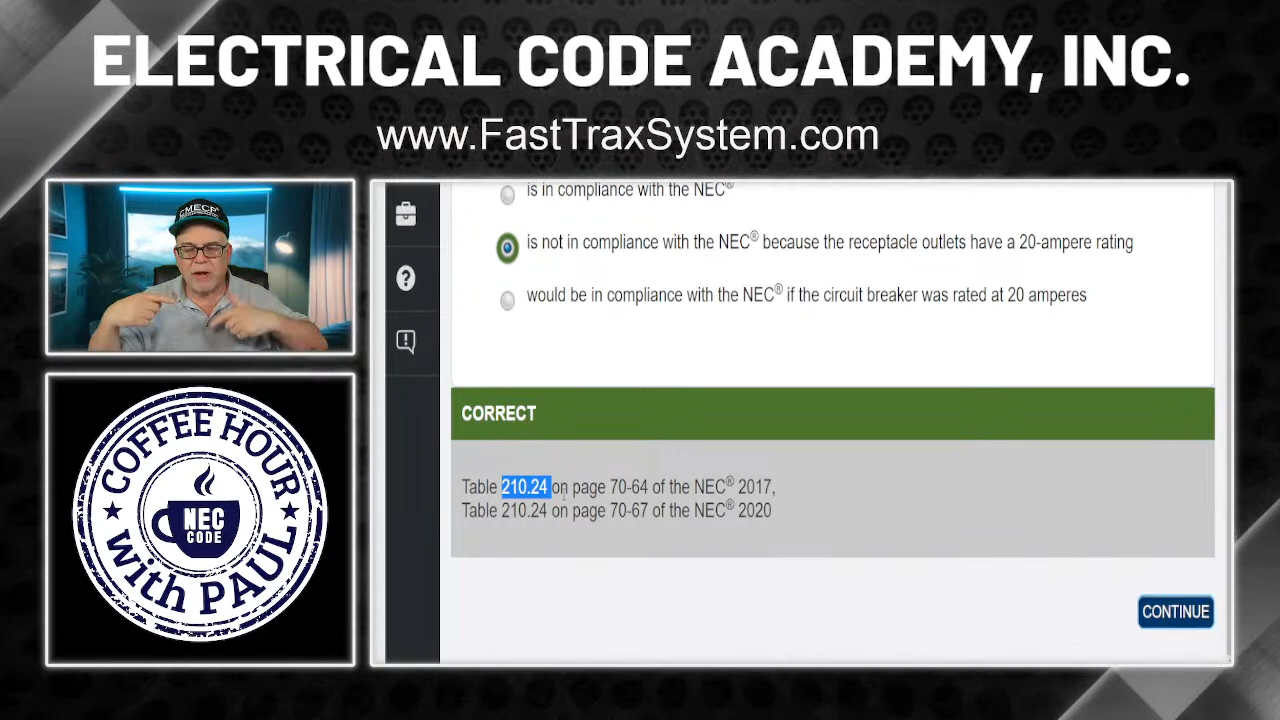 ELECTRICAL CODE ACADEMY, INC.
www.FastTraxSystem.com
CMECP®
COFFEE HOUR
NEC
CODE
with PAUL
is in compliance with the NEC®
is not in compliance with the NEC® because the receptacle outlets have a 20-ampere rating
would be in compliance with the NEC® if the circuit breaker was rated at 20 amperes
CORRECT
Table 210.24 on page 70-64 of the NEC® 2017,
Table 210.24 on page 70-67 of the NEC® 2020
CONTINUE